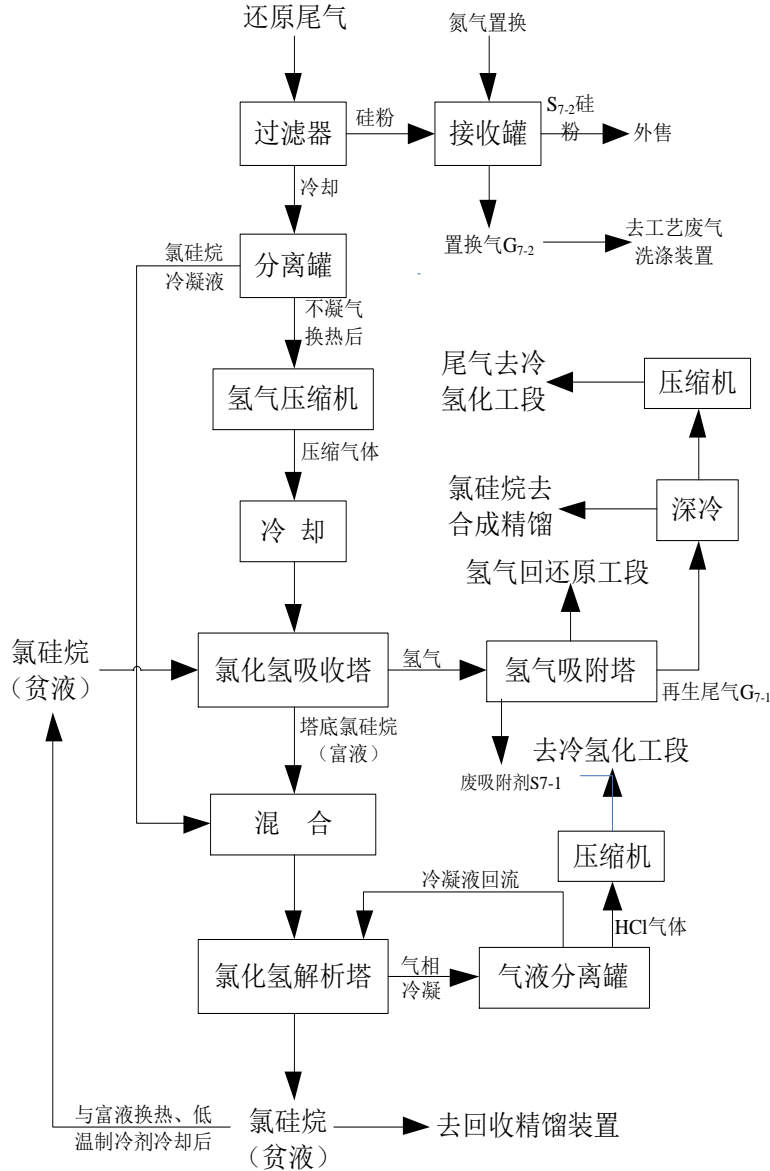 还原尾气
氮气置换
过滤器
硅粉
接收罐
S7-2硅
粉
外售
冷却
置换气G7-2
去工艺废气
洗涤装置
氯硅烷
冷凝液
分离罐
不凝气
换热后
尾气去冷
氢化工段
压缩机
氢气压缩机
压缩气体
氯硅烷去
合成精馏
深冷
冷 却
氢气回还原工段
氯硅烷
（贫液）
氯化氢吸收塔
氢气
氢气吸附塔
再生尾气G7-1
塔底氯硅烷
（富液）
去冷氢化工段
废吸附剂S7-1
混 合
压缩机
冷凝液回流
HCl气体
氯化氢解析塔
气相
冷凝
气液分离罐
与富液换热、低
温制冷剂冷却后
氯硅烷
（贫液）
去回收精馏装置